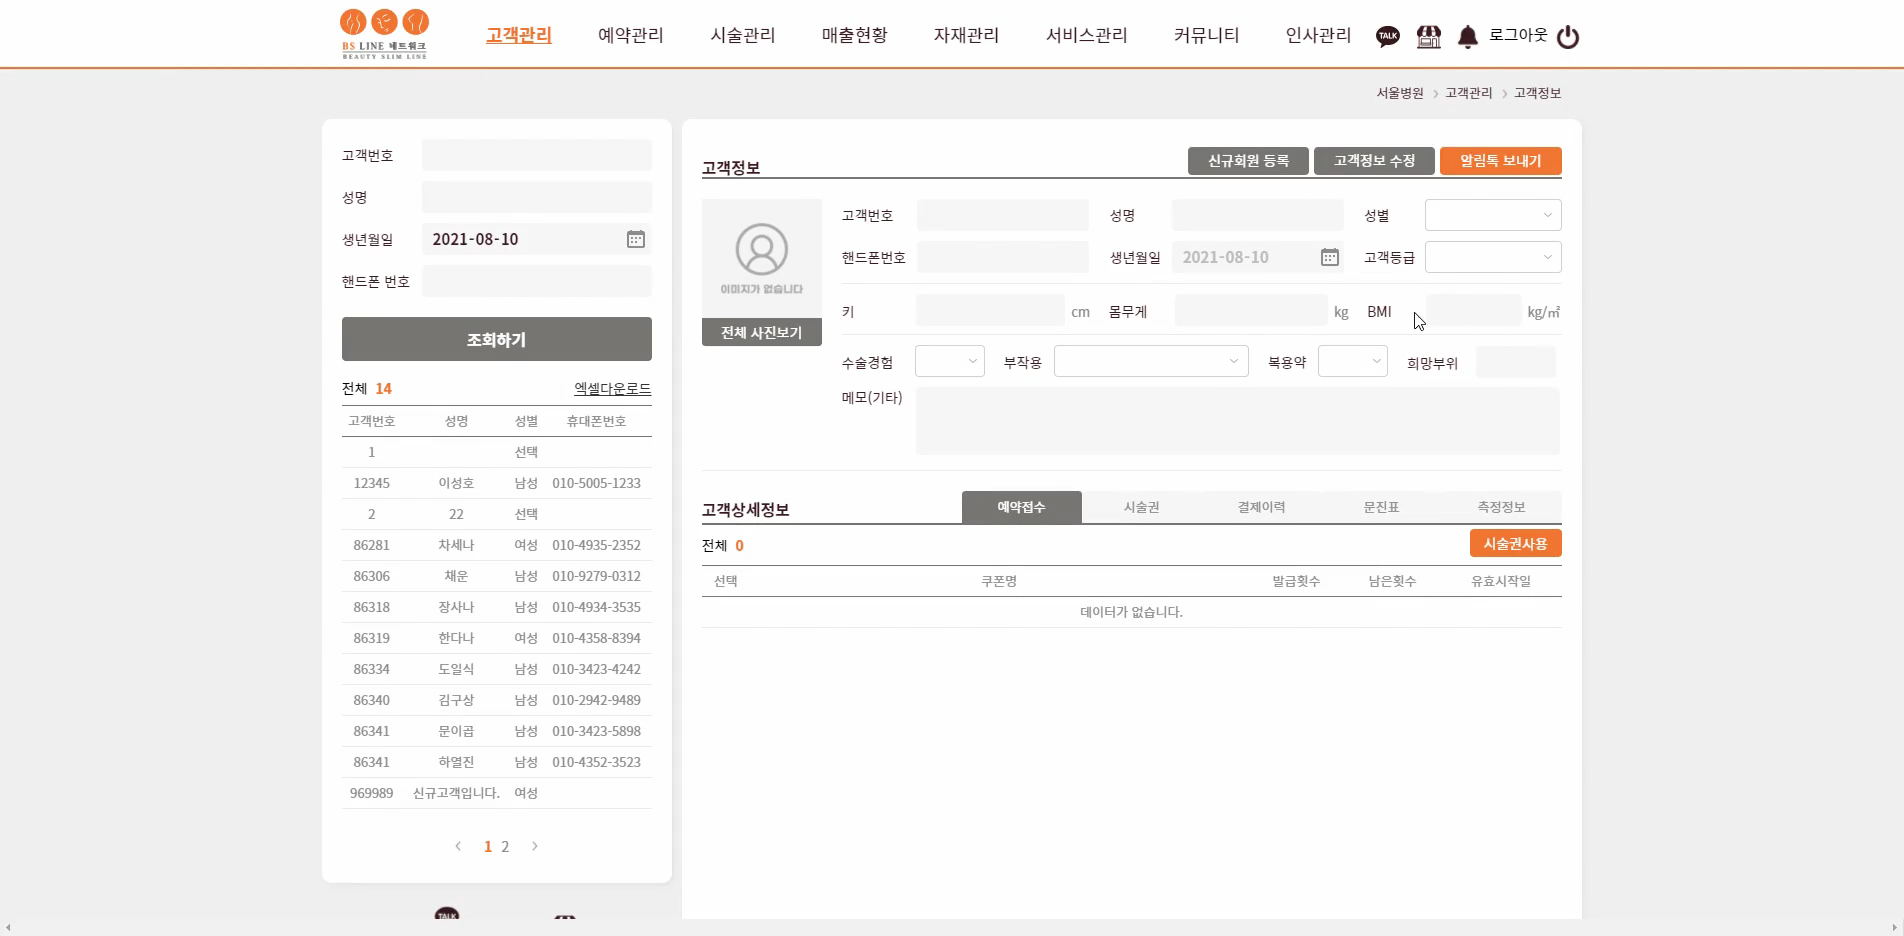 BS LINE 네트워크
BEAUTY SLIM LINE
고객관리 예약관리 시술관리 매출현황 자재관리 서비스관리 커뮤니티 인사관리 TALK 로그아웃
서울병원 > 고객관리 > 고객정보
고객번호
성명
생년월일 2021-08-10
핸드폰 번호
조회하기
전체 14 엑셀다운로드
고객번호 성명 성별 휴대폰번호
1 선택
12345 이성호 남성 010-5005-1233
2 22 선택
86281 차세나 여성 010-4935-2352
86306 채운 남성 010-9279-0312
86318 장사나 남성 010-4934-3535
86319 한다나 여성 010-4358-8394
86334 도일식 남성 010-3423-4242
86340 김구상 남성 010-2942-9489
86341 문이곱 남성 010-3423-5898
86341 하열진 남성 010-4352-3523
969989 신규고객입니다. 여성
< 1 2 >
TALK
고객정보 신규회원 등록 고객정보 수정 알림톡 보내기
이미지가 없습니다
전체 사진보기
고객번호 성명 성별
핸드폰번호 생년월일 2021-08-10 고객등급
키 cm 몸무게 kg BMI kg/㎡
수술경험 부작용 복용약 희망부위
메모(기타)
고객상세정보 예약접수 시술권 결제이력 문진표 측정정보
전체 0 시술권사용
선택 쿠폰명 발급횟수 남은횟수 유효시작일
데이터가 없습니다.